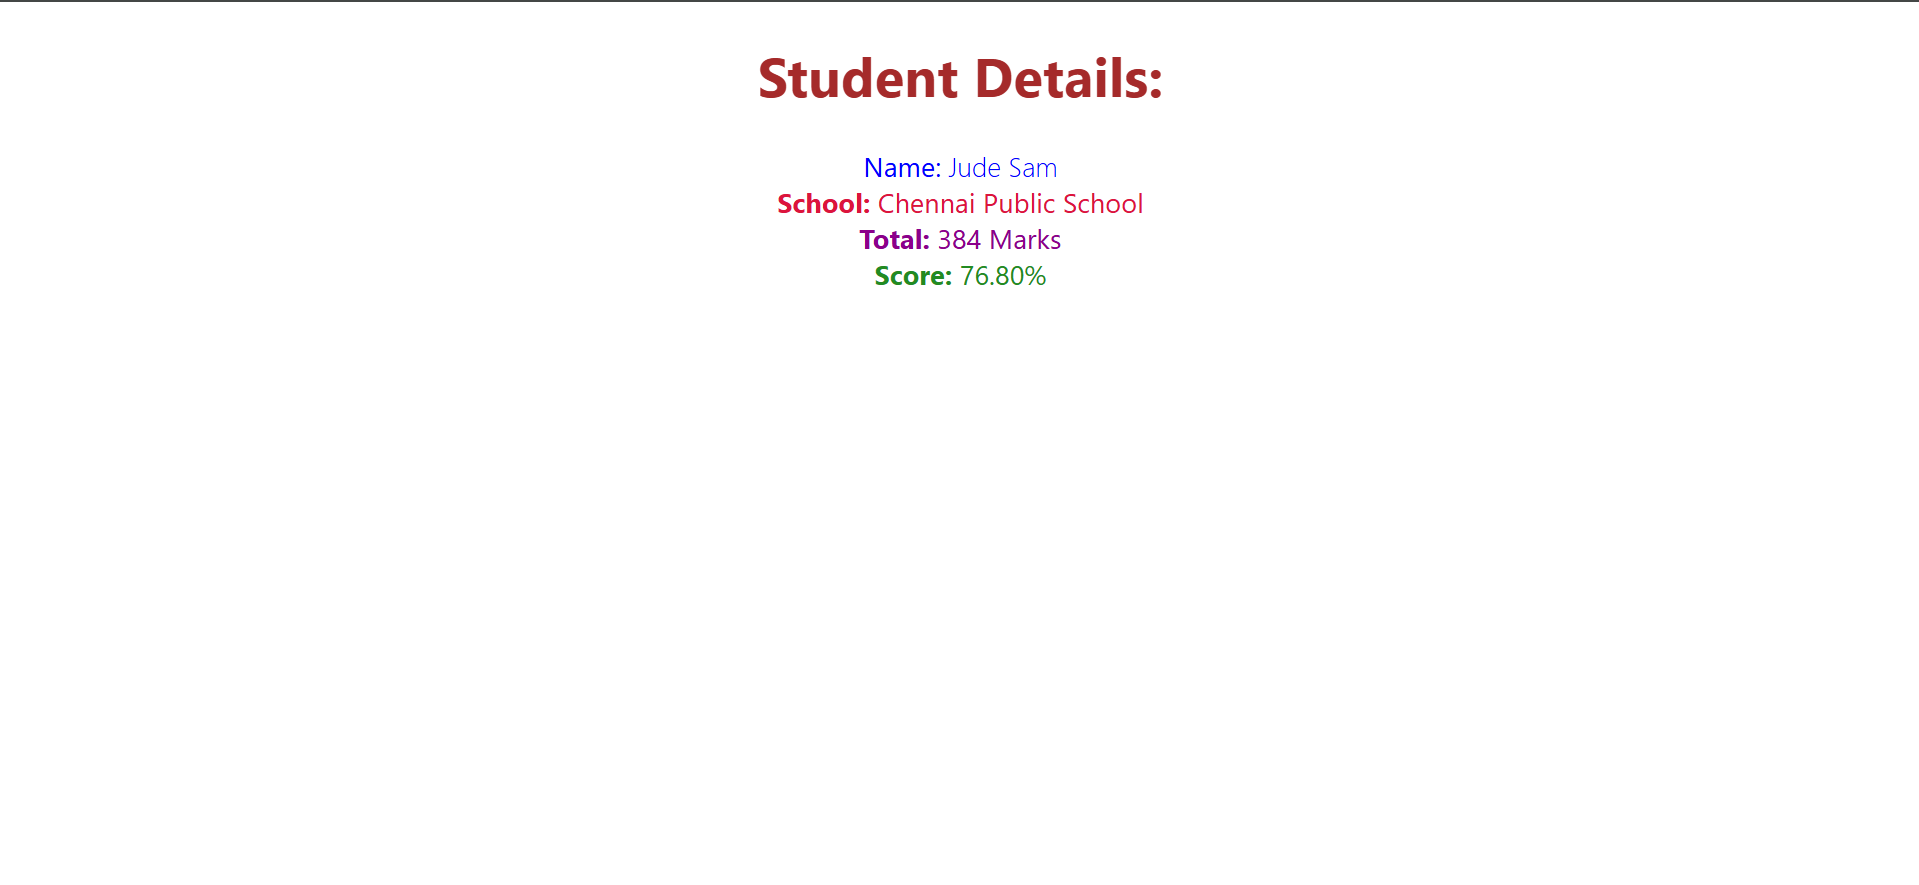 Student Details:
Name: Jude Sam
School: Chennai Public School
Total: 384 Marks
Score: 76.80%